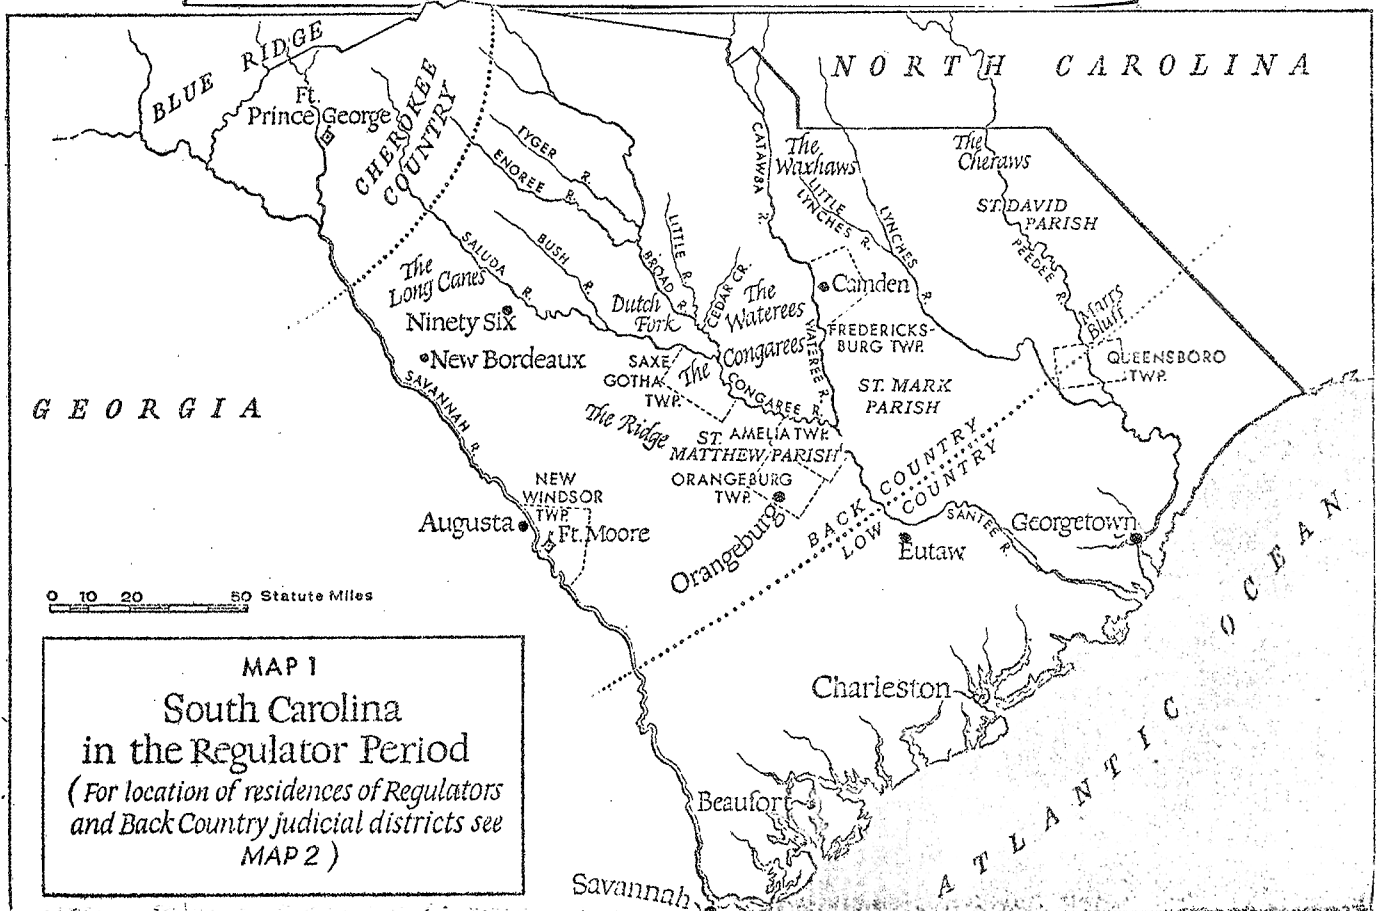 BLUE RIDGE
NORTH CAROLINA
Ft.
Prince George
CHEROKEE
COUNTRY
TYGER R.
ENOREE R.
CATAWBA R.
The
Waxhaws
The
Cheraws
LITTLE
LYNCHES R.
LYNCHES R.
ST. DAVID
PARISH
PEEDEE R.
LITTLE R.
BUSH R.
SALUDA R.
BROAD R.
CEDAR CR.
The
Long Canes
Dutch
Fork
The
Waterees
Camden
Marrs
Bluff
Ninety Six
New Bordeaux
SAXE
GOTHA
TWP.
The Congarees
WATEREE R.
FREDERICKS-
BURG TWP.
QUEENSBORO
TWP.
SAVANNAH R.
CONGAREE R.
ST. MARK
PARISH
GEORGIA
The Ridge
AMELIA TWP.
ST.
MATTHEW PARISH
ORANGEBURG
TWP.
BACK COUNTRY
LOW COUNTRY
NEW
WINDSOR
TWP.
Augusta
Ft. Moore
Orangeburg
SANTEE R.
Georgetown
Eutaw
0 10 20 50 Statute Miles
Charleston
Beaufort
Savannah
ATLANTIC OCEAN
MAP 1
South Carolina
in the Regulator Period
(For location of residences of Regulators
and Back Country judicial districts see
MAP 2)